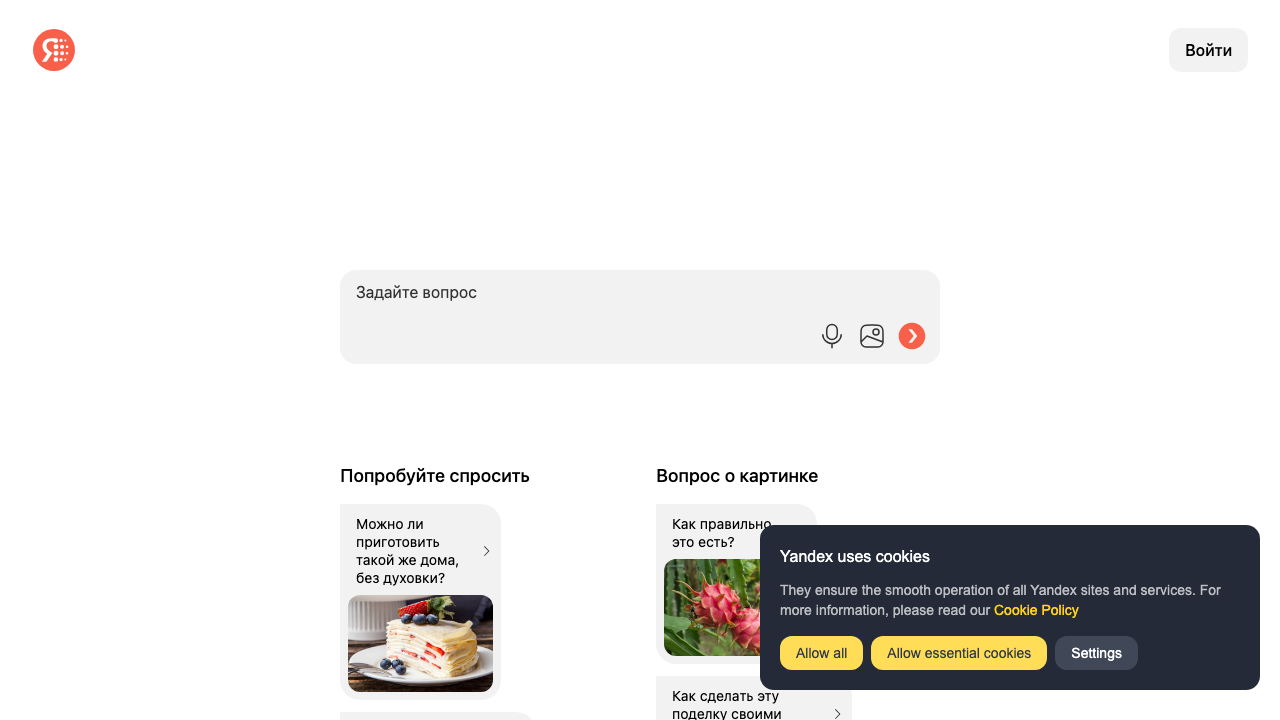 Войти
Задайте вопрос
Попробуйте спросить
Можно ли
приготовить
такой же дома,
без духовки?
Вопрос о картинке
Как правильно
это есть?
Как сделать эту
поделку своими
Yandex uses cookies
They ensure the smooth operation of all Yandex sites and services. For
more information, please read our Cookie Policy
Allow all
Allow essential cookies
Settings